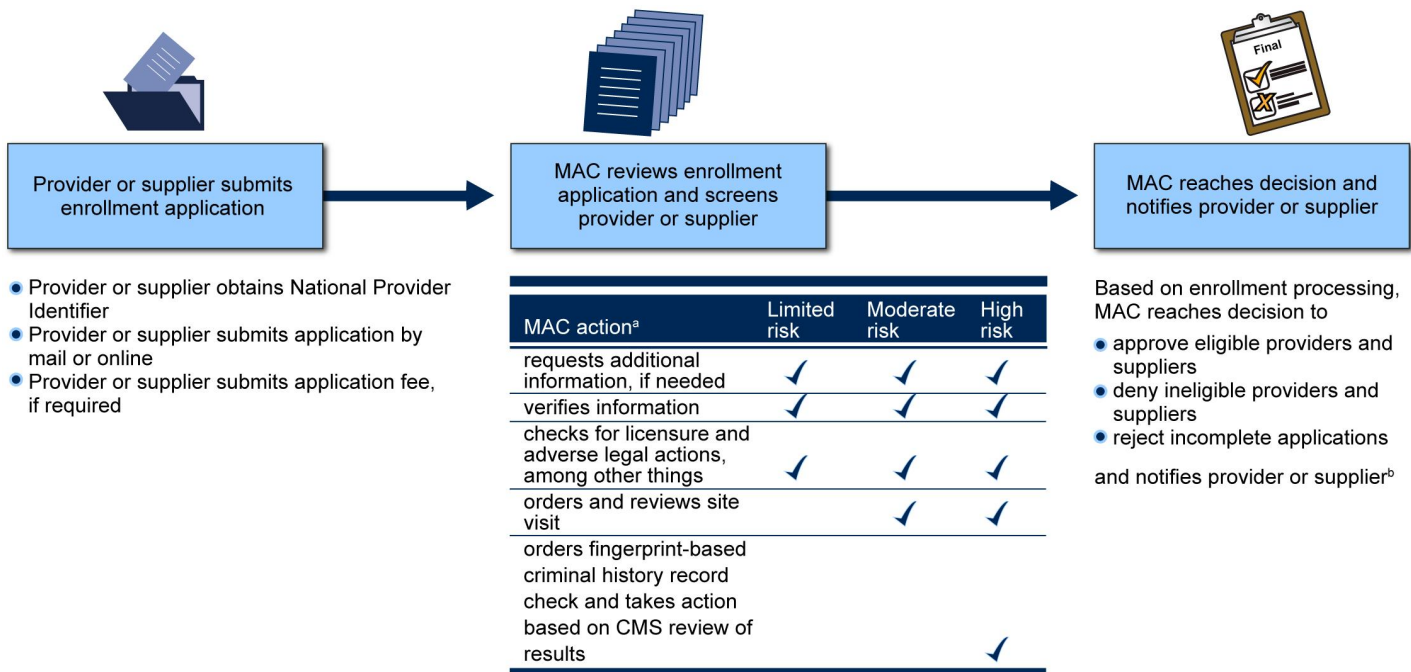 Final
Provider or supplier submits
enrollment application
MAC reviews enrollment
application and screens
provider or supplier
MAC reaches decision and
notifies provider or supplier
Provider or supplier obtains National Provider
Identifier
Provider or supplier submits application by
mail or online
Provider or supplier submits application fee,
if required
MAC actionᵃ
Limited
risk
Moderate
risk
High
risk
requests additional
information, if needed
verifies information
checks for licensure and
adverse legal actions,
among other things
orders and reviews site
visit
orders fingerprint-based
criminal history record
check and takes action
based on CMS review of
results
Based on enrollment processing,
MAC reaches decision to
approve eligible providers and
suppliers
deny ineligible providers and
suppliers
reject incomplete applications
and notifies provider or supplierᵇ